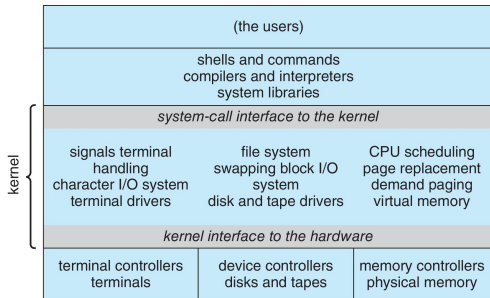 (the users)
shells and commands
compilers and interpreters
system libraries
system-call interface to the kernel
kernel
signals terminal
handling
character I/O system
terminal drivers
file system
swapping block I/O
system
disk and tape drivers
CPU scheduling
page replacement
demand paging
virtual memory
kernel interface to the hardware
terminal controllers
terminals
device controllers
disks and tapes
memory controllers
physical memory